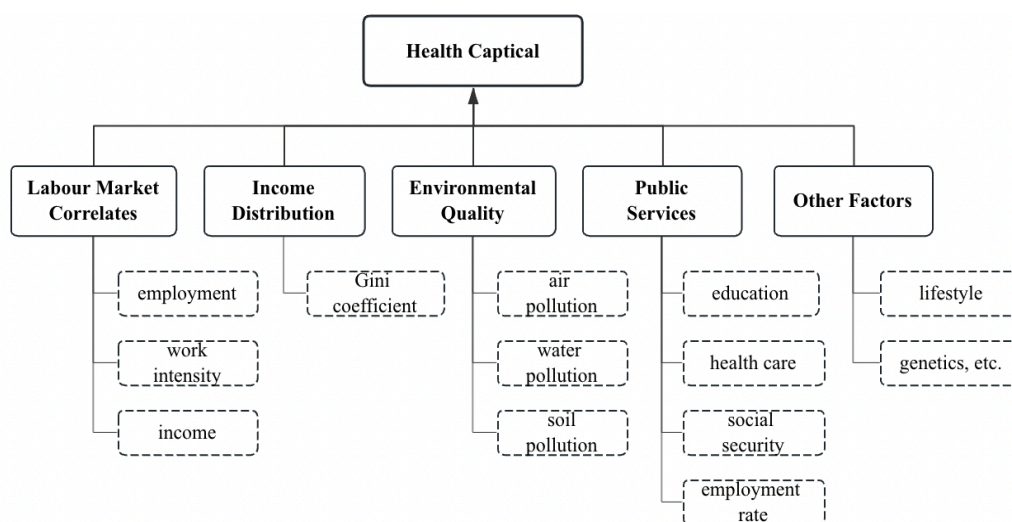 Health Captical
Labour Market
Correlates
Income
Distribution
Environmental
Quality
Public
Services
Other Factors
employment
work
intensity
income
Gini
coefficient
air
pollution
water
pollution
soil
pollution
education
health care
social
security
employment
rate
lifestyle
genetics, etc.